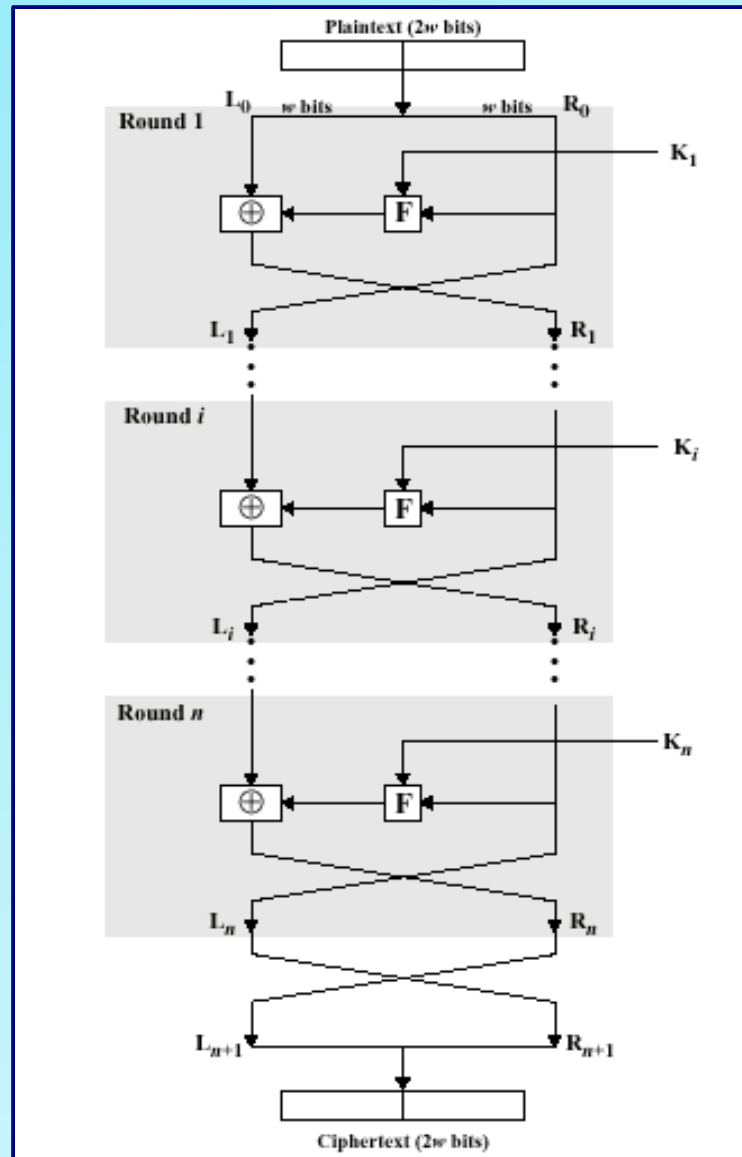 Plaintext (2w bits)
L0 w bits w bits R0
Round 1
K1
⊕ F
L1 R1
Round i
Ki
⊕ F
Li Ri
Round n
Kn
⊕ F
Ln Rn
Ln+1 Rn+1
Ciphertext (2w bits)